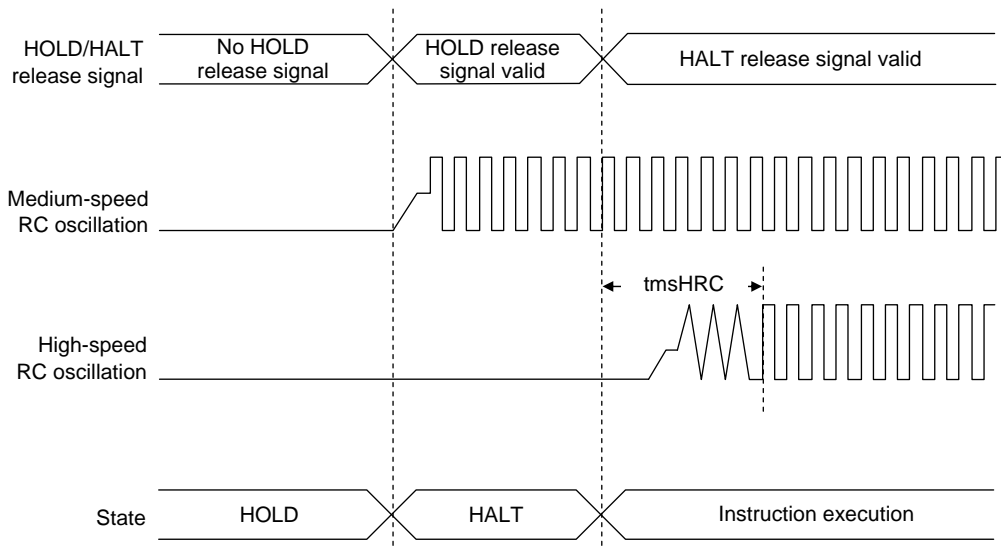 HOLD/HALT
release signal
No HOLD
release signal
HOLD release
signal valid
HALT release signal valid
Medium-speed
RC oscillation
tmsHRC
High-speed
RC oscillation
State
HOLD
HALT
Instruction execution